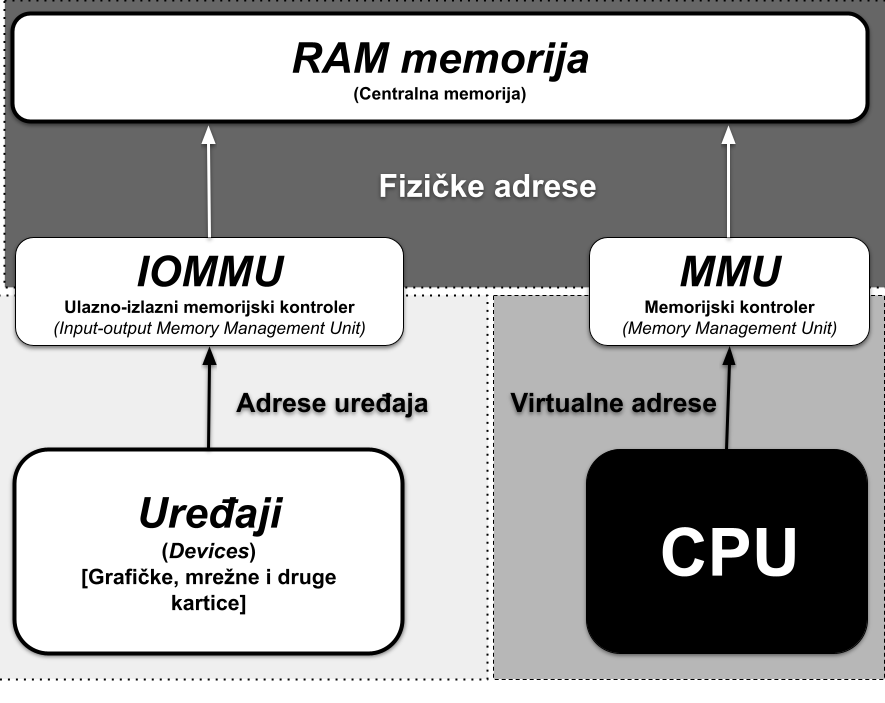 RAM memorija
(Centralna memorija)
Fizičke adrese
IOMMU
Ulazno-izlazni memorijski kontroler
(Input-output Memory Management Unit)
MMU
Memorijski kontroler
(Memory Management Unit)
Adrese uređaja
Virtualne adrese
Uređaji
(Devices)
[Grafičke, mrežne i druge
kartice]
CPU